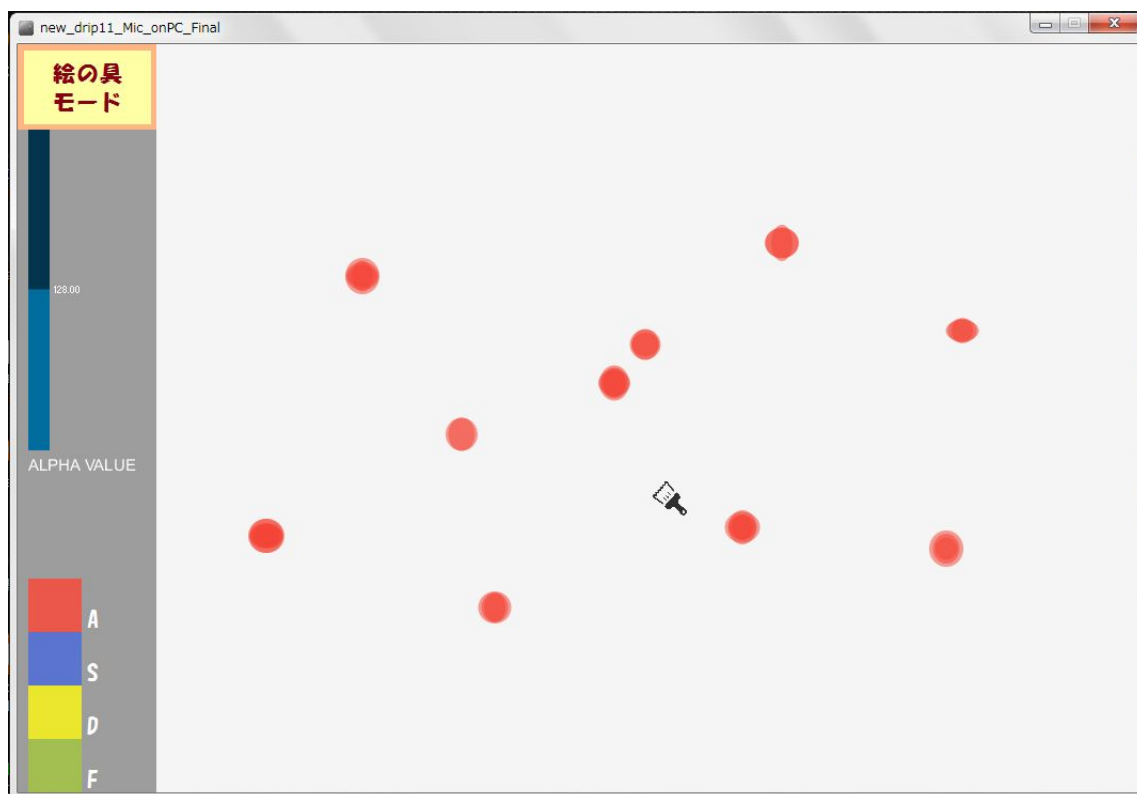 new_drip11_Mic_onPC_Final
絵の具
モード
128.00
ALPHA VALUE
A
S
D
F